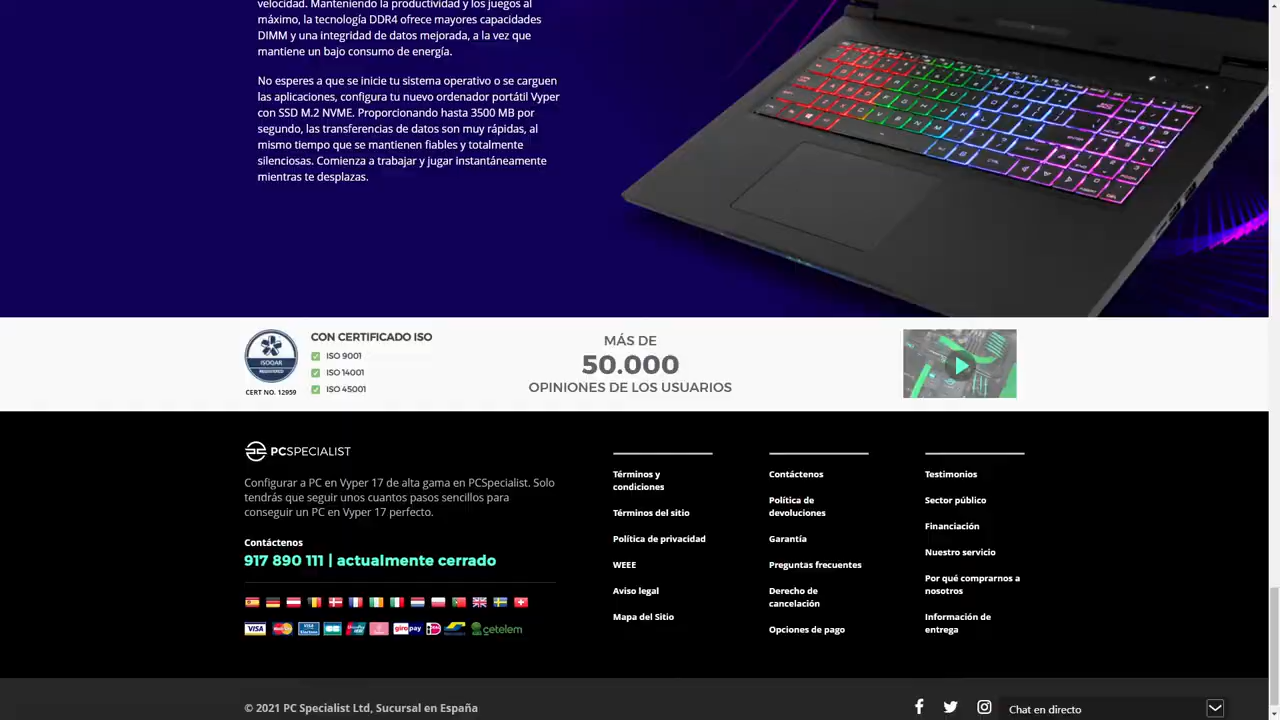 velocidad. Manteniendo la productividad y los juegos al
máximo, la tecnología DDR4 ofrece mayores capacidades
DIMM y una integridad de datos mejorada, a la vez que
mantiene un bajo consumo de energía.
No esperes a que se inicie tu sistema operativo o se carguen
las aplicaciones, configura tu nuevo ordenador portátil Vyper
con SSD M.2 NVME. Proporcionando hasta 3500 MB por
segundo, las transferencias de datos son muy rápidas, al
mismo tiempo que se mantienen fiables y totalmente
silenciosas. Comienza a trabajar y jugar instantáneamente
mientras te desplazas.
ISOQAR
REGISTERED
CERT NO. 12959
CON CERTIFICADO ISO
ISO 9001
ISO 14001
ISO 45001
MÁS DE
50.000
OPINIONES DE LOS USUARIOS
PCSPECIALIST
Configurar a PC en Vyper 17 de alta gama en PCSpecialist. Solo
tendrás que seguir unos cuantos pasos sencillos para
conseguir un PC en Vyper 17 perfecto.
Contáctenos
917 890 111 | actualmente cerrado
VISA
giropay
cetelem
Términos y
condiciones
Términos del sitio
Política de privacidad
WEEE
Aviso legal
Mapa del Sitio
Contáctenos
Política de
devoluciones
Garantía
Preguntas frecuentes
Derecho de
cancelación
Opciones de pago
Testimonios
Sector público
Financiación
Nuestro servicio
Por qué comprarnos a
nosotros
Información de
entrega
© 2021 PC Specialist Ltd, Sucursal en España
Chat en directo